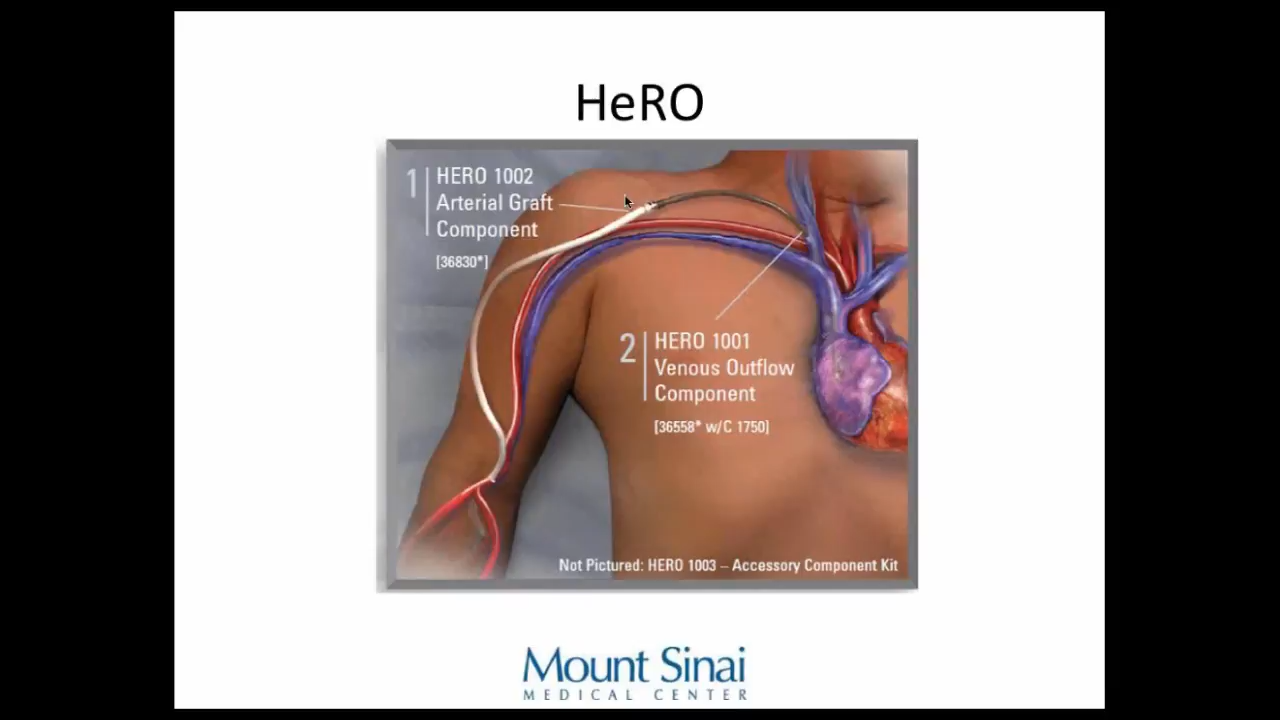 HeRO
1
HERO 1002
Arterial Graft
Component
[36830*]
2
HERO 1001
Venous Outflow
Component
[36558* w/C 1750]
Not Pictured: HERO 1003 – Accessory Component Kit
Mount Sinai
MEDICAL CENTER